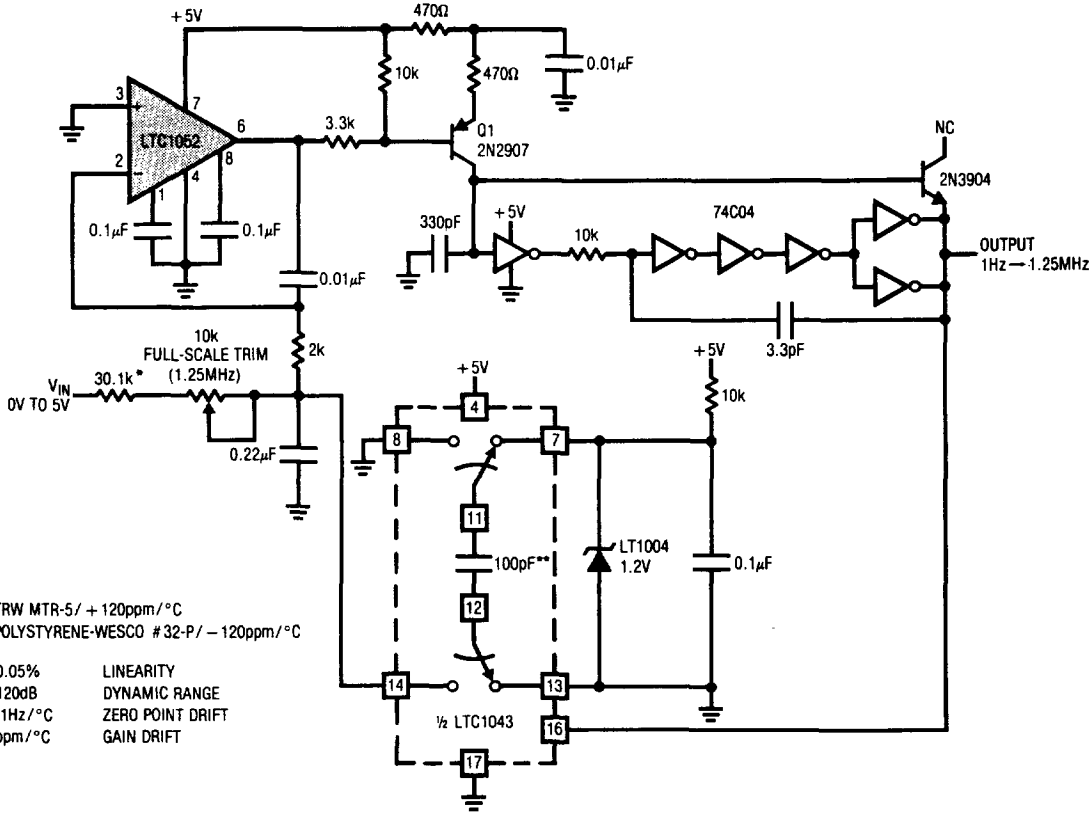 +5V
470Ω
10k
470Ω
0.01µF
3
+
7
LTC1052
6
3.3k
Q1
2N2907
NC
2N3904
2
−
8
4
1
0.1µF
0.1µF
330pF
+5V
10k
74C04
OUTPUT
1Hz→1.25MHz
0.01µF
3.3pF
10k
FULL-SCALE TRIM
(1.25MHz)
2k
VIN
0V TO 5V
30.1k*
0.22µF
+5V
+5V
10k
4
8
7
11
100pF**
LT1004
1.2V
0.1µF
12
14
13
½ LTC1043
16
17
TRW MTR-5/+120ppm/°C
POLYSTYRENE-WESCO #32-P/−120ppm/°C
0.05% LINEARITY
120dB DYNAMIC RANGE
1Hz/°C ZERO POINT DRIFT
ppm/°C GAIN DRIFT